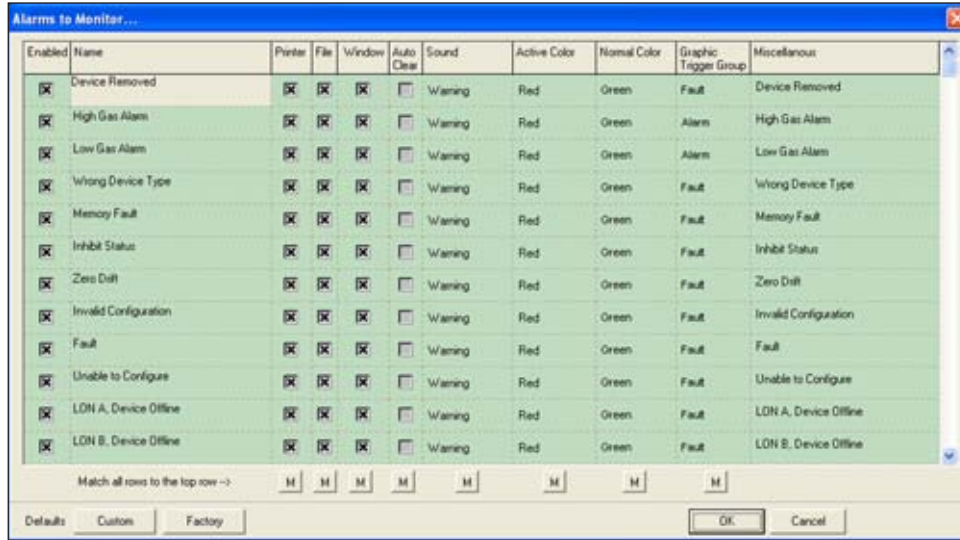 Alarms to Monitor...
Enabled Name Printer File Window Auto Clear Sound Active Color Normal Color Graphic Trigger Group Miscellanous
Device Removed Warning Red Green Fault Device Removed
High Gas Alarm Warning Red Green Alarm High Gas Alarm
Low Gas Alarm Warning Red Green Alarm Low Gas Alarm
Wrong Device Type Warning Red Green Fault Wrong Device Type
Memory Fault Warning Red Green Fault Memory Fault
Inhibit Status Warning Red Green Fault Inhibit Status
Zero Drift Warning Red Green Fault Zero Drift
Invalid Configuration Warning Red Green Fault Invalid Configuration
Fault Warning Red Green Fault Fault
Unable to Configure Warning Red Green Fault Unable to Configure
LON A, Device Offline Warning Red Green Fault LON A, Device Offline
LON B, Device Offline Warning Red Green Fault LON B, Device Offline
Match all rows to the top row --> M M M M M M M M
Defaults Custom Factory OK Cancel